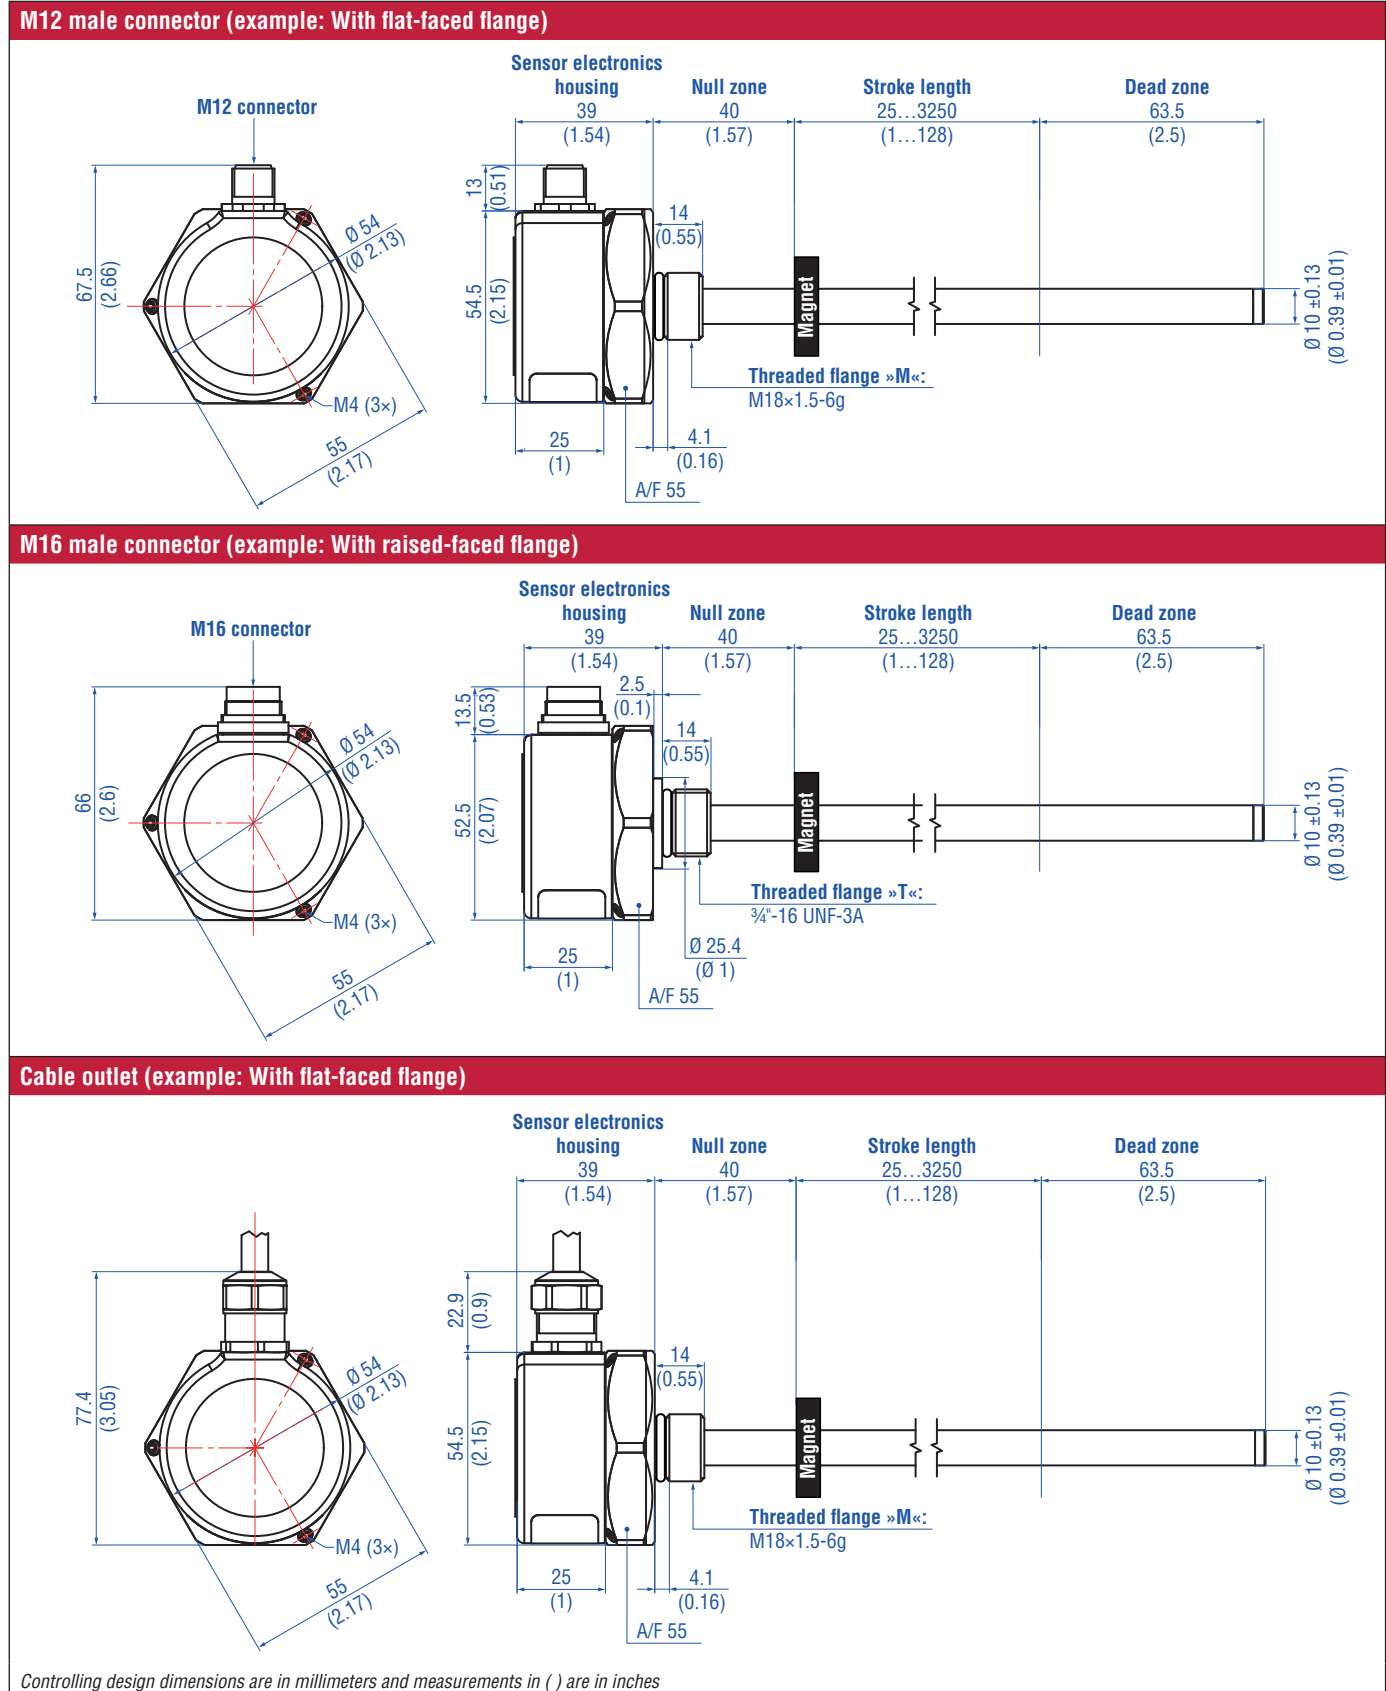 M12 male connector (example: With flat-faced flange)
Sensor electronics
housing
Null zone
Stroke length
Dead zone
39
(1.54)
40
(1.57)
25…3250
(1…128)
63.5
(2.5)
M12 connector
67.5
(2.66)
Ø 54
(Ø 2.13)
M4 (3×)
55
(2.17)
13
(0.51)
54.5
(2.15)
14
(0.55)
Magnet
Ø 10 ±0.13
(Ø 0.39 ±0.01)
Threaded flange »M«:
M18×1.5-6g
25
(1)
4.1
(0.16)
A/F 55
M16 male connector (example: With raised-faced flange)
Sensor electronics
housing
Null zone
Stroke length
Dead zone
39
(1.54)
40
(1.57)
25…3250
(1…128)
63.5
(2.5)
M16 connector
66
(2.6)
Ø 54
(Ø 2.13)
M4 (3×)
55
(2.17)
13.5
(0.53)
52.5
(2.07)
2.5
(0.1)
14
(0.55)
Magnet
Ø 10 ±0.13
(Ø 0.39 ±0.01)
Threaded flange »T«:
¾"-16 UNF-3A
Ø 25.4
(Ø 1)
25
(1)
A/F 55
Cable outlet (example: With flat-faced flange)
Sensor electronics
housing
Null zone
Stroke length
Dead zone
39
(1.54)
40
(1.57)
25…3250
(1…128)
63.5
(2.5)
77.4
(3.05)
Ø 54
(Ø 2.13)
M4 (3×)
55
(2.17)
22.9
(0.9)
54.5
(2.15)
14
(0.55)
Magnet
Ø 10 ±0.13
(Ø 0.39 ±0.01)
Threaded flange »M«:
M18×1.5-6g
25
(1)
4.1
(0.16)
A/F 55
Controlling design dimensions are in millimeters and measurements in ( ) are in inches